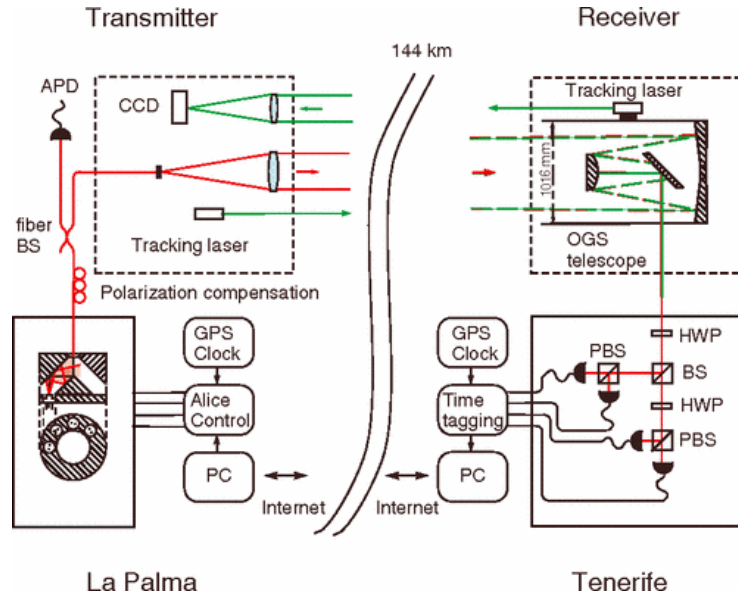 Transmitter
Receiver
144 km
APD
CCD
Tracking laser
1016 mm
fiber
BS
Tracking laser
OGS
telescope
Polarization compensation
GPS
Clock
GPS
Clock
HWP
PBS
BS
Alice
Control
Time
tagging
HWP
PBS
PC
PC
Internet
Internet
La Palma
Tenerife